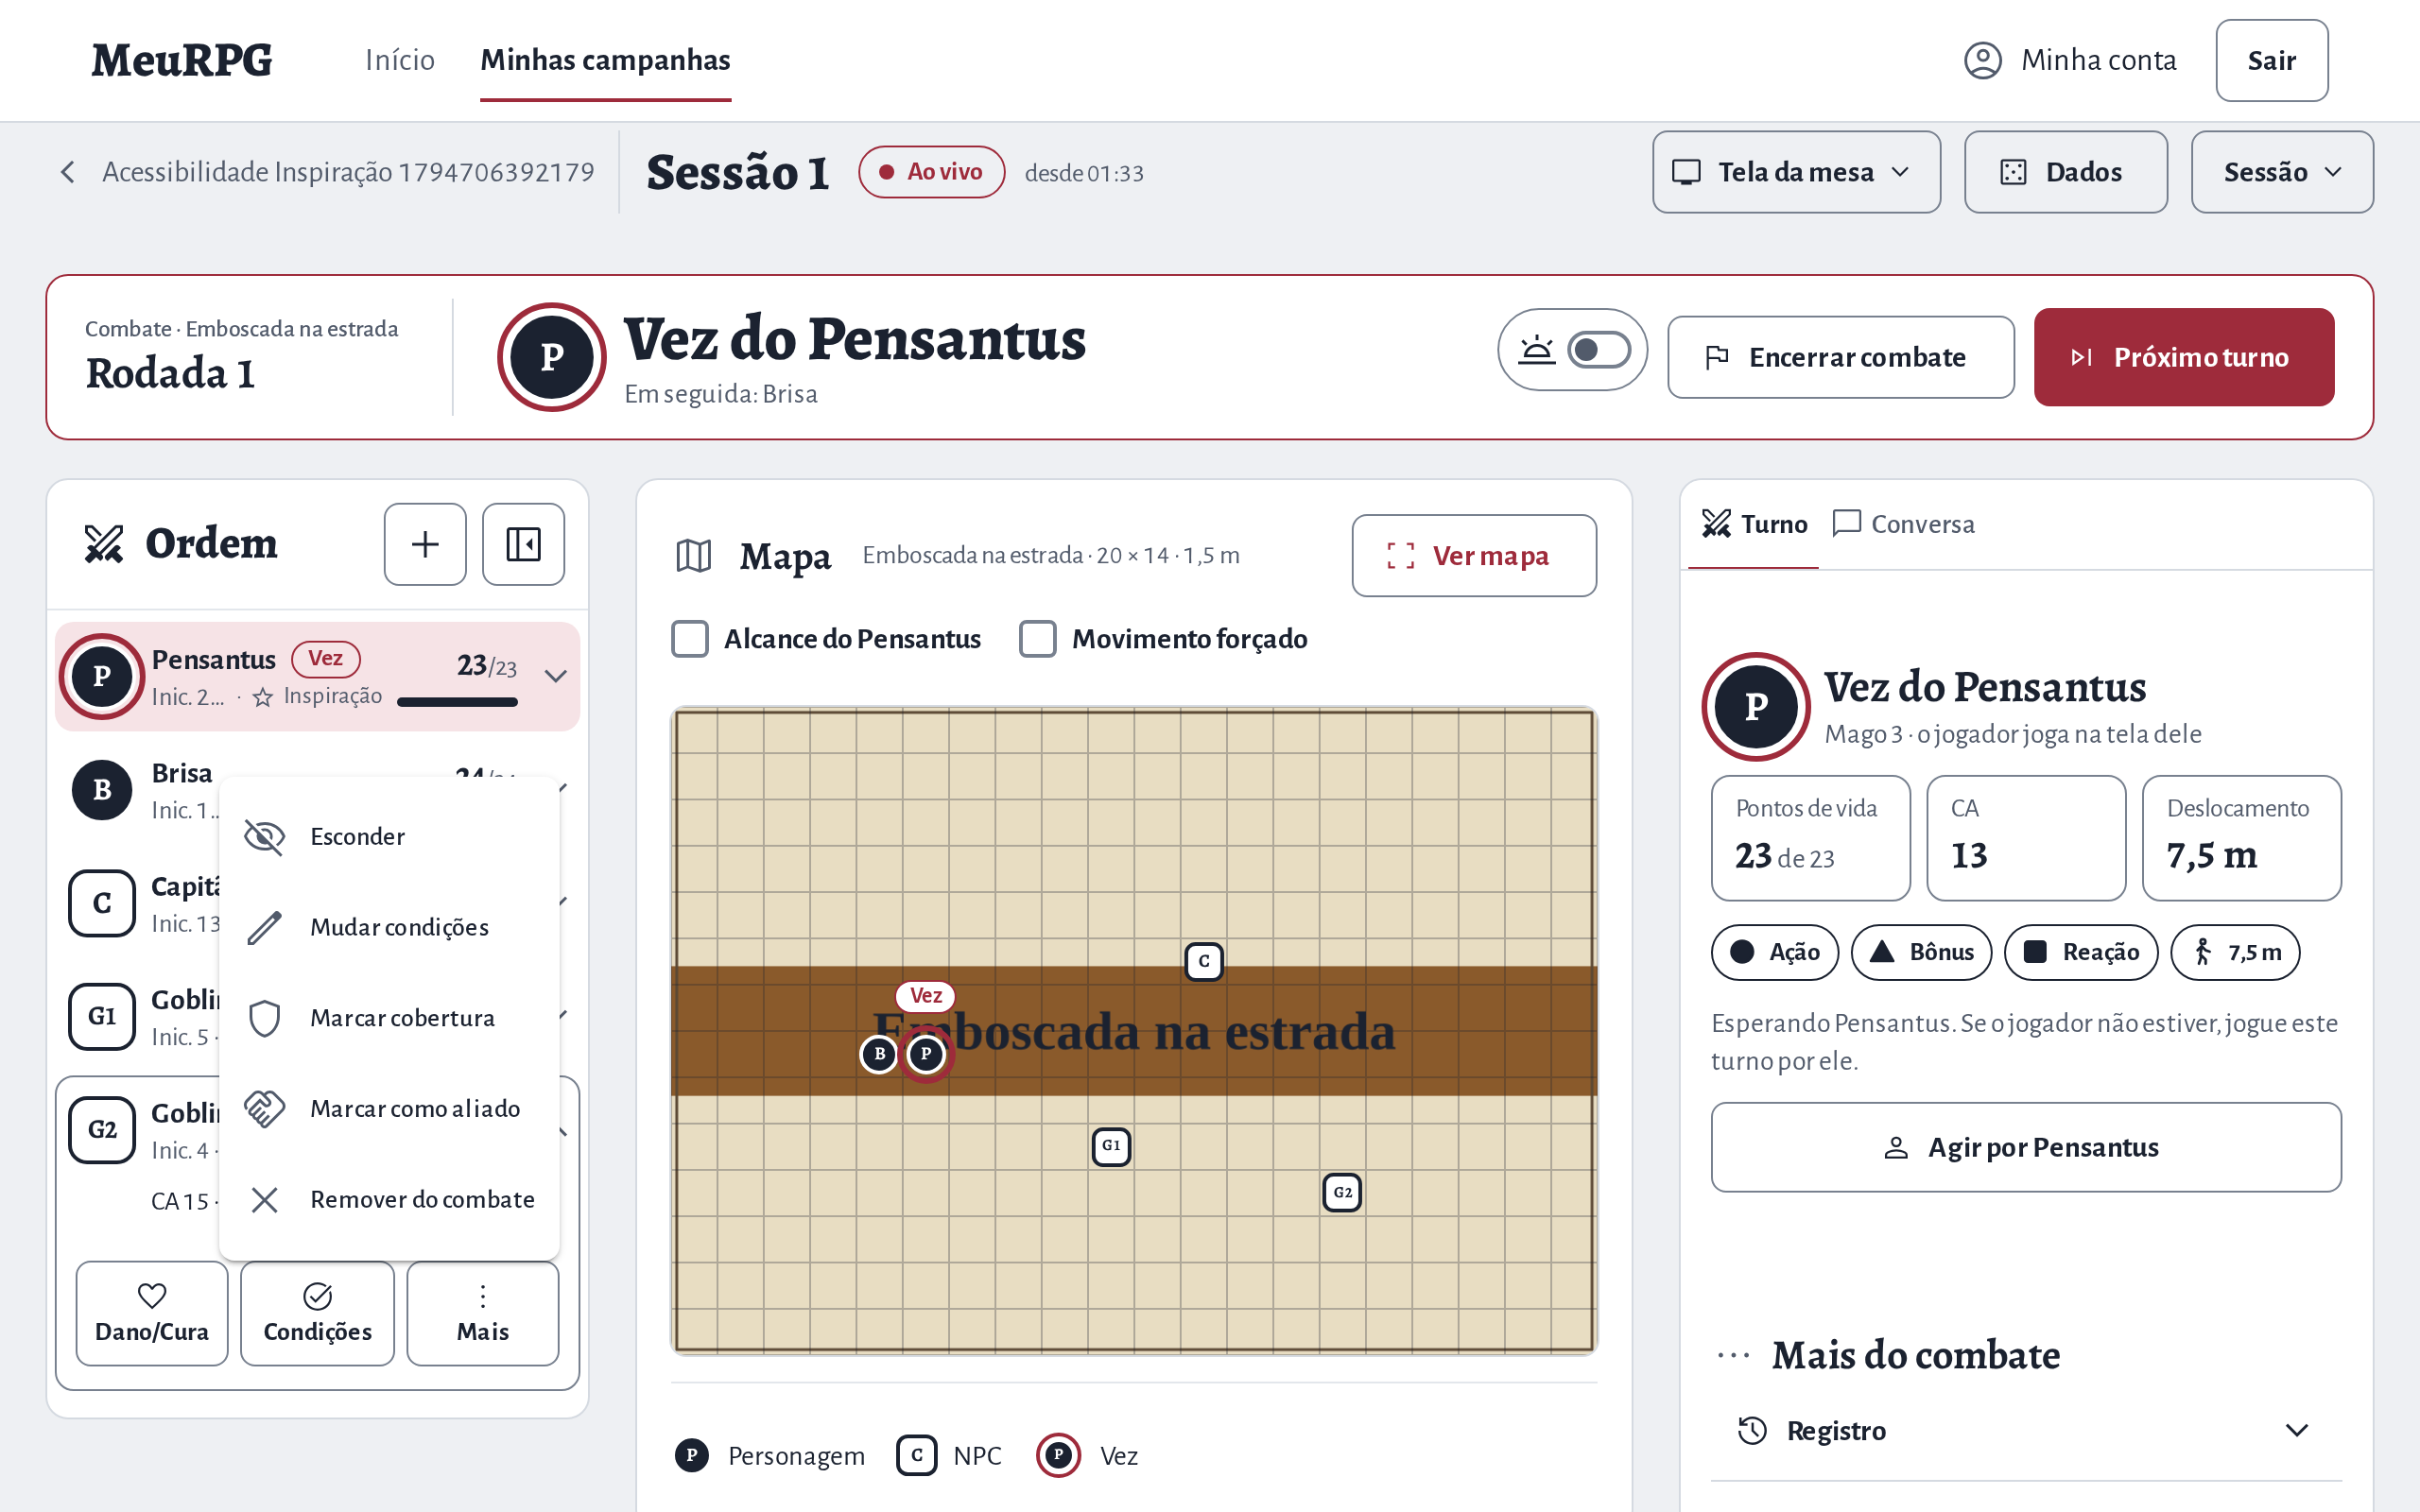 MeuRPG
Início
Minhas campanhas
Minha conta
Sair
Acessibilidade Inspiração 1794706392179
Sessão 1
Ao vivo
desde 01:33
Tela da mesa
Dados
Sessão
Combate · Emboscada na estrada
Rodada 1
P
Vez do Pensantus
Em seguida: Brisa
Encerrar combate
Próximo turno
Ordem
P
Pensantus
Vez
23/23
Inic. 2... · Inspiração
B
Brisa
Inic. 1..
C
Inic. 13
G1
Inic. 5 ·
G2
Inic. 4 ·
CA 15 ·
Esconder
Mudar condições
Marcar cobertura
Marcar como aliado
Remover do combate
Dano/Cura
Condições
Mais
Mapa
Emboscada na estrada · 20 × 14 · 1,5 m
Ver mapa
Alcance do Pensantus
Movimento forçado
C
Vez
Emboscada na estrada
B
P
G1
G2
P
Personagem
C
NPC
P
Vez
Turno
Conversa
P
Vez do Pensantus
Mago 3 · o jogador joga na tela dele
Pontos de vida
23 de 23
CA
13
Deslocamento
7,5 m
Ação
Bônus
Reação
7,5 m
Esperando Pensantus. Se o jogador não estiver, jogue este
turno por ele.
Agir por Pensantus
Mais do combate
Registro